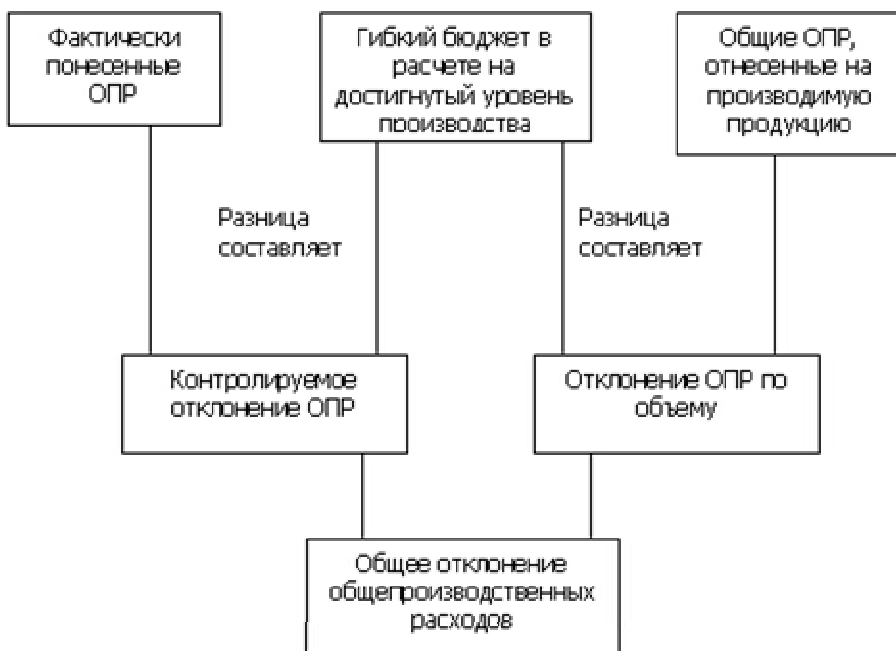 Фактически
понесенные
ОПР
Гибкий бюджет в
расчете на
достигнутый уровень
производства
Общие ОПР,
отнесенные на
производимую
продукцию
Разница
составляет
Разница
составляет
Контролируемое
отклонение ОПР
Отклонение ОПР по
объему
Общее отклонение
общепроизводственных
расходов